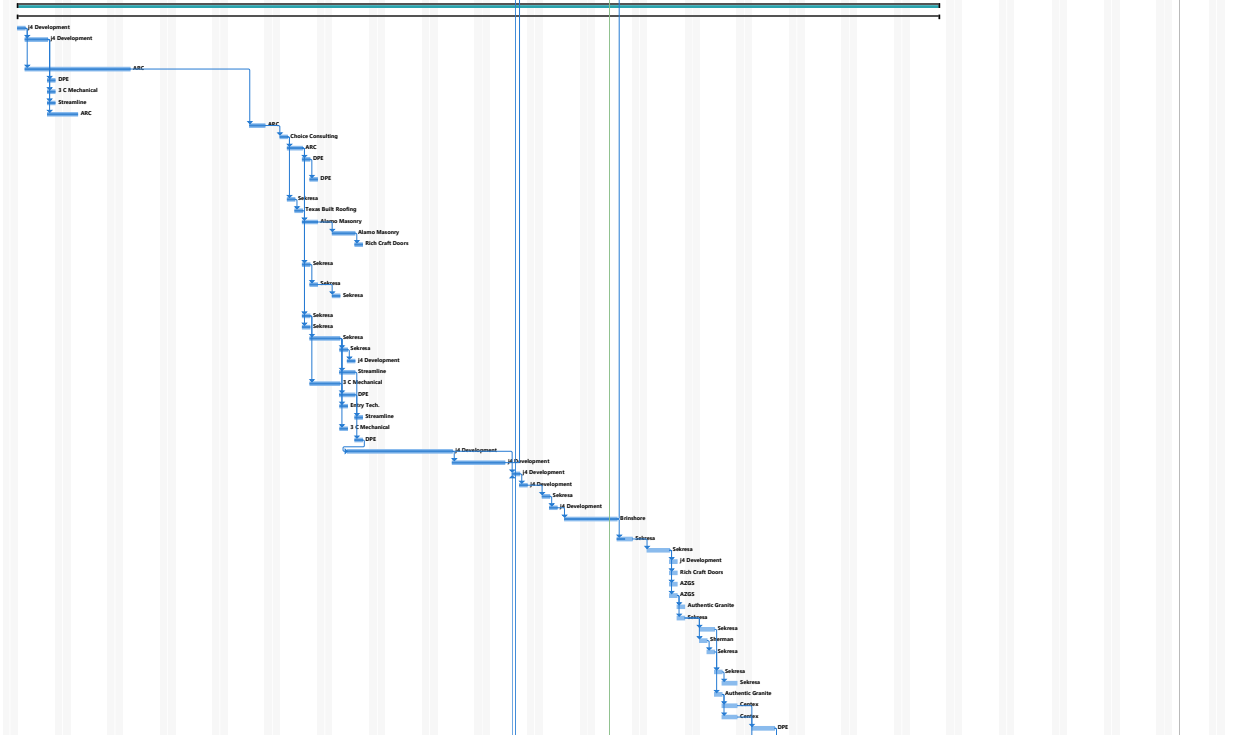 j4 Development
j4 Development
ARC
DPE
3 C Mechanical
Streamline
ARC
ARC
Choice Consulting
ARC
DPE
DPE
Sekresa
Texas Built Roofing
Alamo Masonry
Alamo Masonry
Rich Craft Doors
Sekresa
Sekresa
Sekresa
Sekresa
Sekresa
Sekresa
Sekresa
j4 Development
Streamline
3 C Mechanical
DPE
Entry Tech.
Streamline
3 C Mechanical
DPE
j4 Development
j4 Development
j4 Development
j4 Development
Sekresa
j4 Development
Brinshore
Sekresa
Sekresa
j4 Development
Rich Craft Doors
AZGS
AZGS
Authentic Granite
Sekresa
Sekresa
Sherman
Sekresa
Sekresa
Sekresa
Authentic Granite
Centex
Centex
DPE